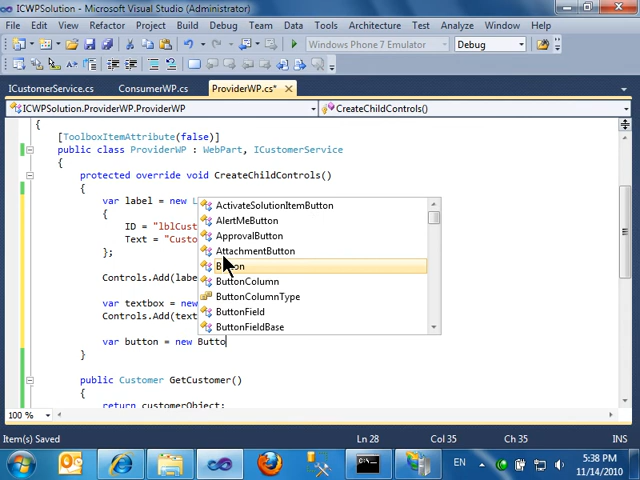 ICWPSolution - Microsoft Visual Studio (Administrator)
File Edit View Refactor Project Build Debug Team Data Tools Architecture Test Analyze Window Help
Windows Phone 7 Emulator Debug
ICustomerService.cs ConsumerWP.cs ProviderWP.cs*
ICWPSolution.ProviderWP.ProviderWP CreateChildControls()
{
[ToolboxItemAttribute(false)]
public class ProviderWP : WebPart, ICustomerService
{
protected override void CreateChildControls()
{
var label = new L
{
ID = "lblCust
Text = "Custo
};
Controls.Add(labe
var textbox = new
Controls.Add(text
var button = new Butto
}
public Customer GetCustomer()
{
return customerObject;
ActivateSolutionItemButton
AlertMeButton
ApprovalButton
AttachmentButton
Button
ButtonColumn
ButtonColumnType
ButtonField
ButtonFieldBase
100 %
Item(s) Saved Ln 28 Col 35 Ch 35 INS
EN 5:38 PM
11/14/2010